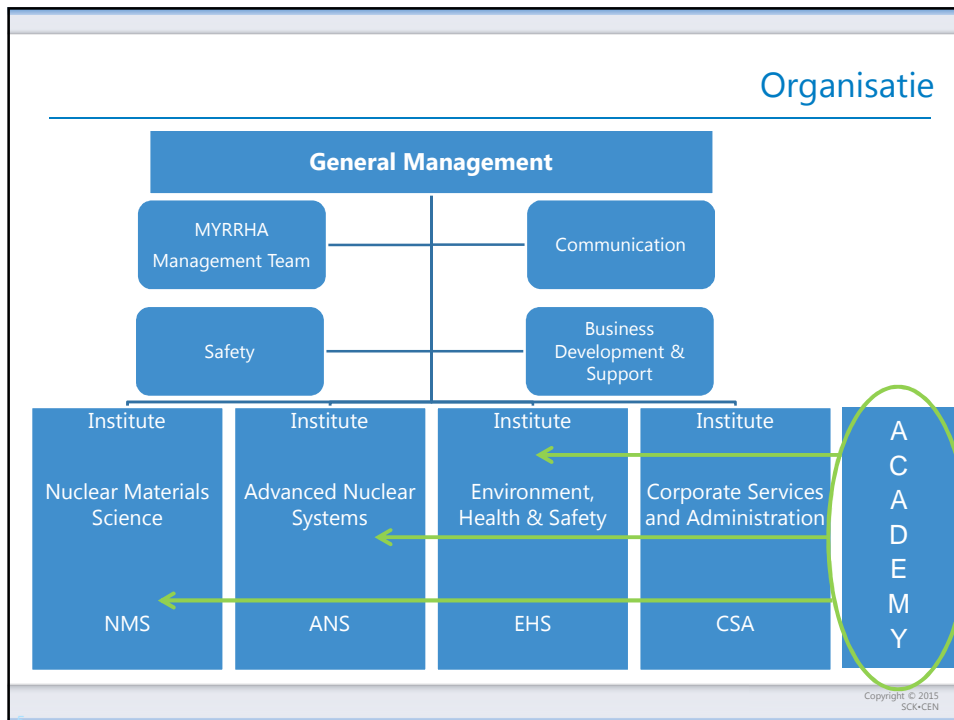 Organisatie
General Management
MYRRHA
Management Team
Communication
Safety
Business
Development &
Support
Institute
Nuclear Materials
Science
NMS
Institute
Advanced Nuclear
Systems
ANS
Institute
Environment,
Health & Safety
EHS
Institute
Corporate Services
and Administration
CSA
A
C
A
D
E
M
Y
Copyright © 2015
SCK•CEN